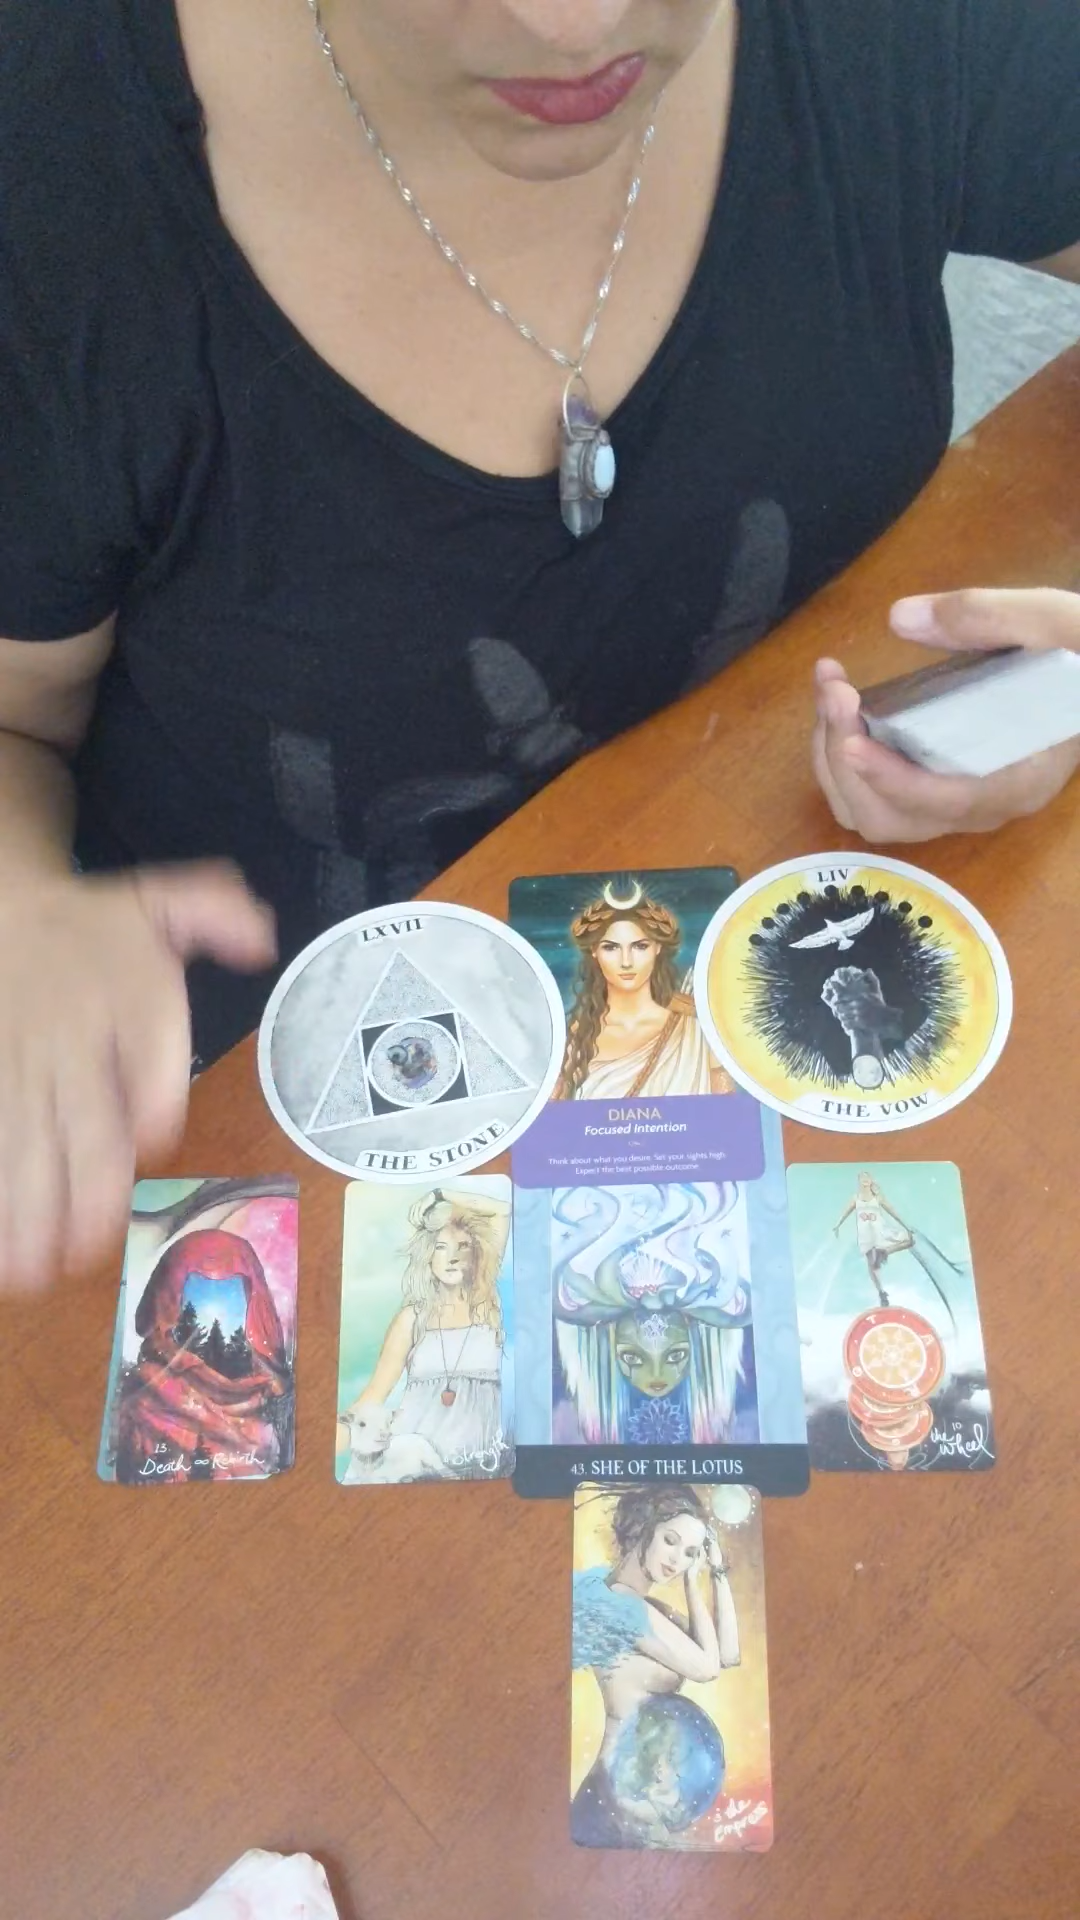 LXVII
LIV
THE STONE
THE VOW
DIANA
Focused Intention
Think about what you desire. Set your sights high.
Expect the best possible outcome.
13.
Death ∞ Rebirth
Strength
10
the Wheel
43. SHE OF THE LOTUS
3 the
Empress